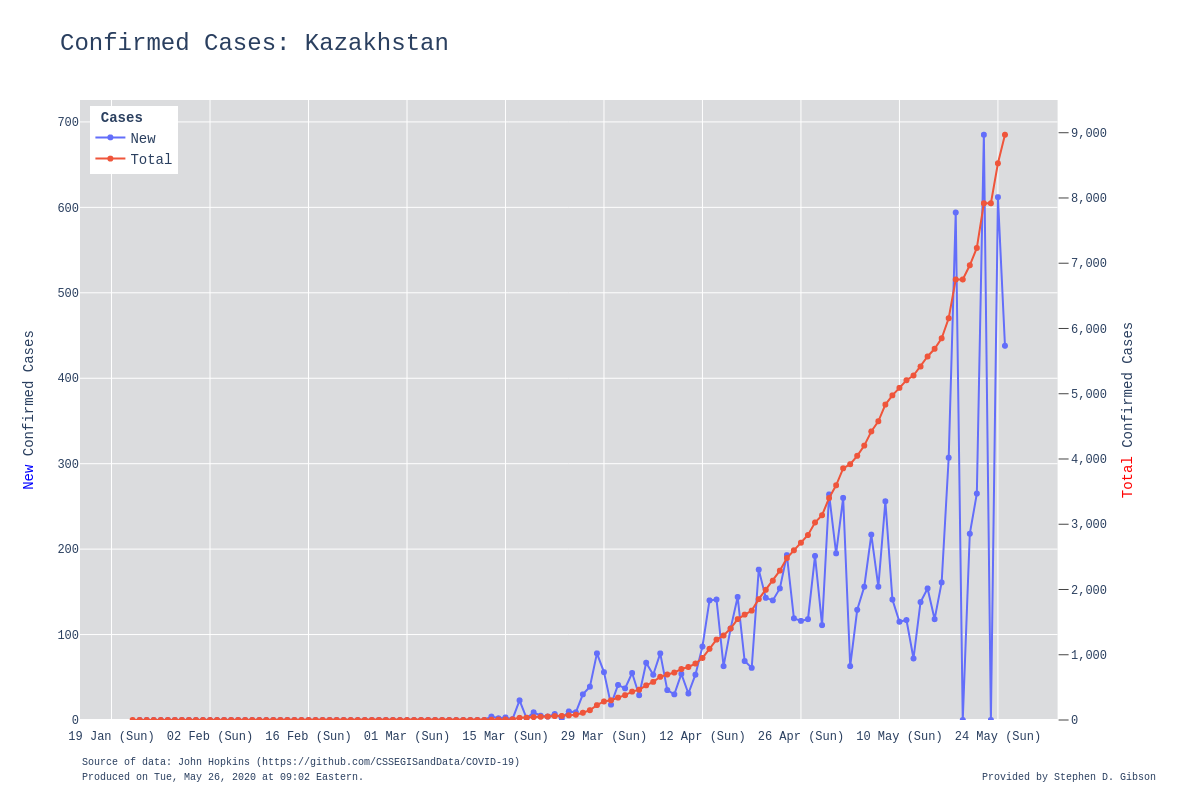 Confirmed Cases: Kazakhstan
Cases
New
Total
700
600
500
400
300
200
100
0
New Confirmed Cases
9,000
8,000
7,000
6,000
5,000
4,000
3,000
2,000
1,000
0
Total Confirmed Cases
19 Jan (Sun) 02 Feb (Sun) 16 Feb (Sun) 01 Mar (Sun) 15 Mar (Sun) 29 Mar (Sun) 12 Apr (Sun) 26 Apr (Sun) 10 May (Sun) 24 May (Sun)
Source of data: John Hopkins (https://github.com/CSSEGISandData/COVID-19)
Produced on Tue, May 26, 2020 at 09:02 Eastern.
Provided by Stephen D. Gibson